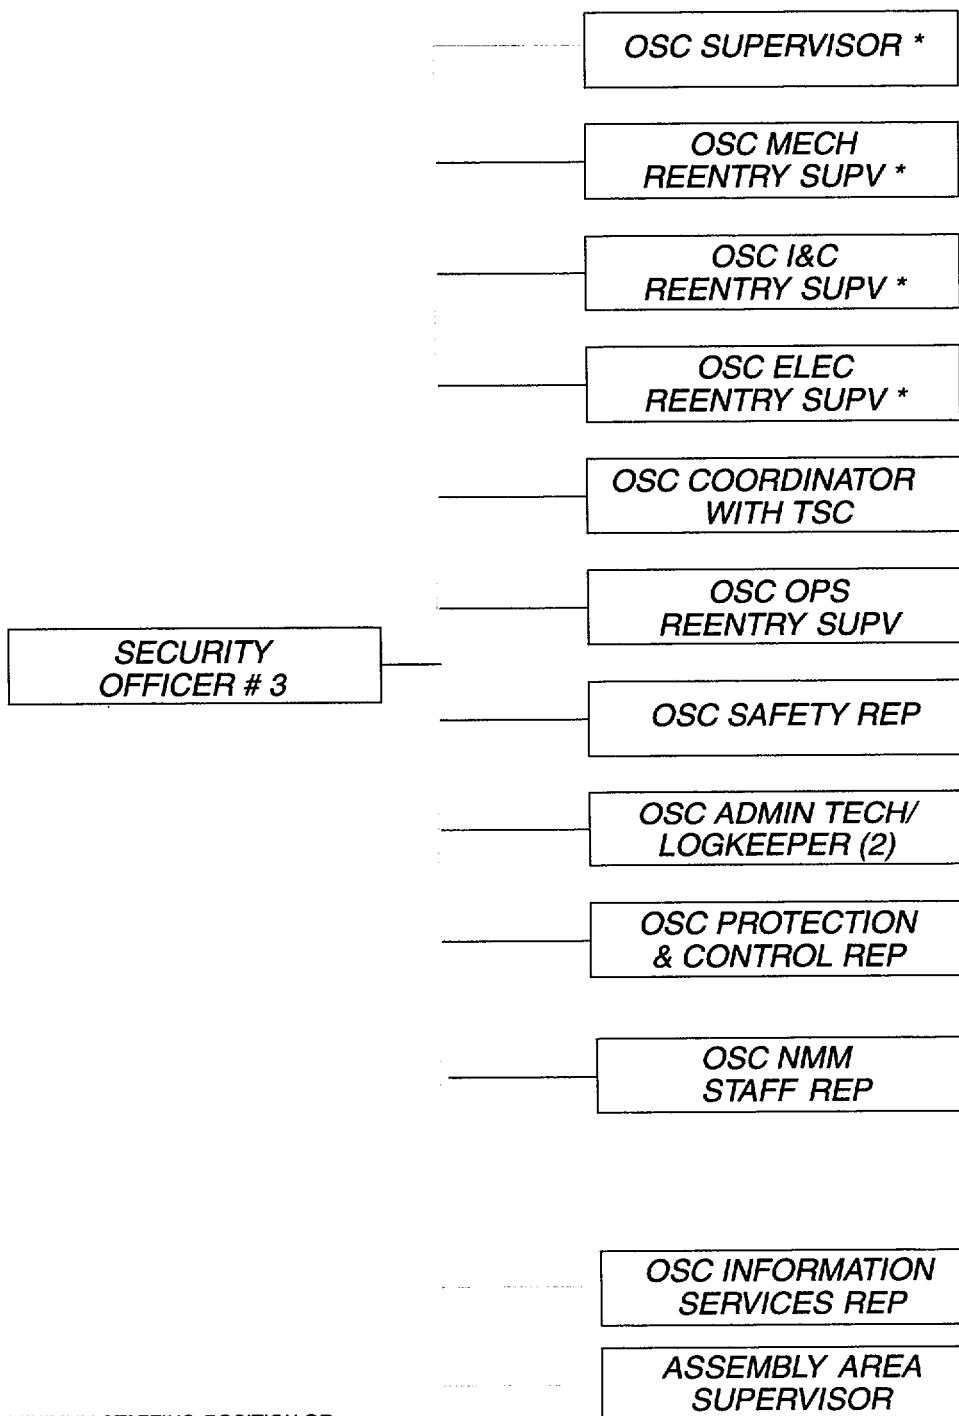 OSC SUPERVISOR *
OSC MECH
REENTRY SUPV *
OSC I&C
REENTRY SUPV *
OSC ELEC
REENTRY SUPV *
OSC COORDINATOR
WITH TSC
OSC OPS
REENTRY SUPV
SECURITY
OFFICER # 3
OSC SAFETY REP
OSC ADMIN TECH/
LOGKEEPER (2)
OSC PROTECTION
& CONTROL REP
OSC NMM
STAFF REP
OSC INFORMATION
SERVICES REP
ASSEMBLY AREA
SUPERVISOR